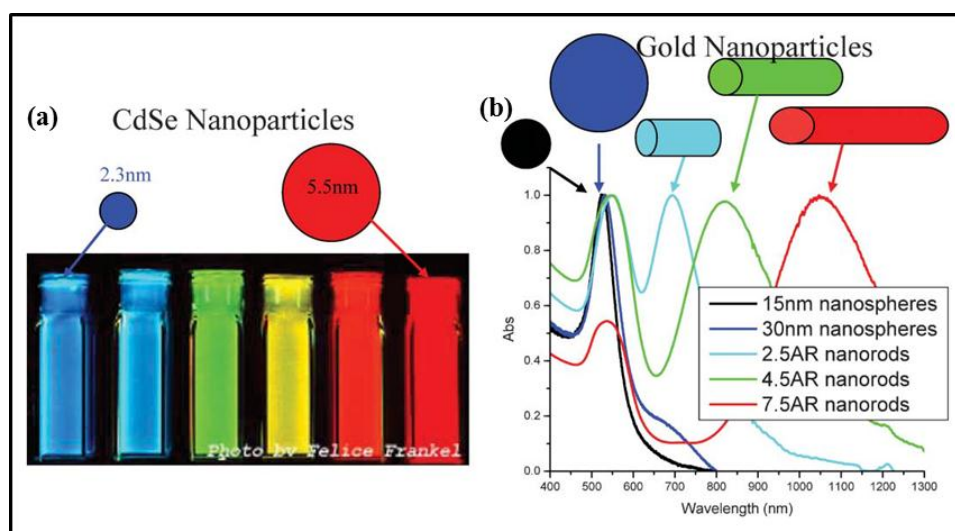 (a)
CdSe Nanoparticles
2.3nm
5.5nm
Photo by Felice Frankel
Gold Nanoparticles
(b)
1.0
0.8
0.6
0.4
0.2
0.0
Abs
400 500 600 700 800 900 1000 1100 1200 1300
Wavelength (nm)
15nm nanospheres
30nm nanospheres
2.5AR nanorods
4.5AR nanorods
7.5AR nanorods